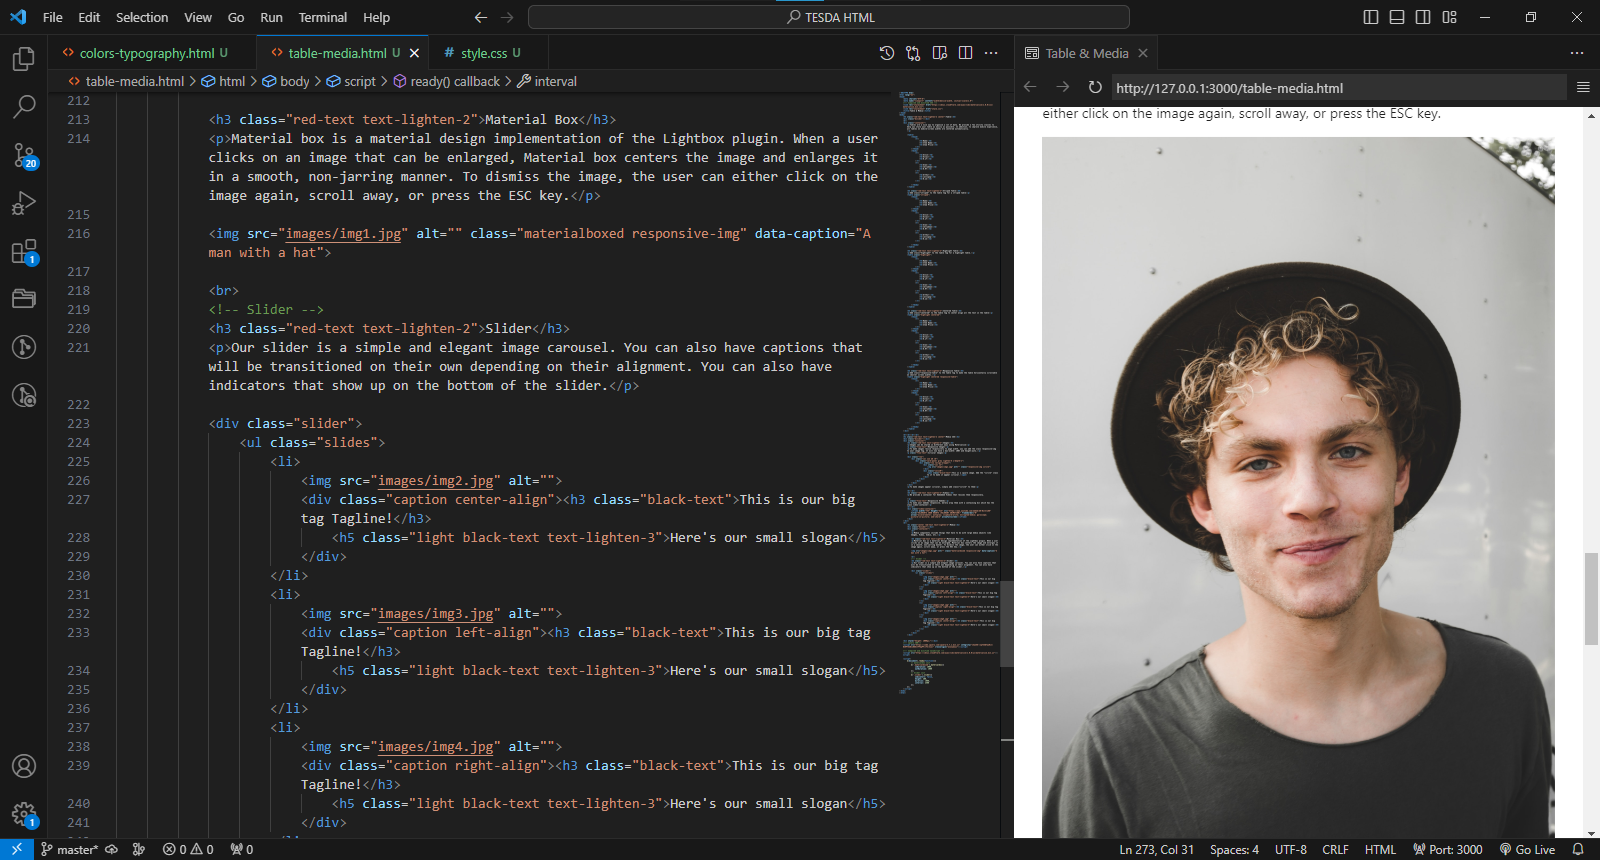 File Edit Selection View Go Run Terminal Help
TESDA HTML
colors-typography.html U
table-media.html U
# style.css U
Table & Media
table-media.html > html > body > script > ready() callback > interval
http://127.0.0.1:3000/table-media.html
212
213 <h3 class="red-text text-lighten-2">Material Box</h3>
214 <p>Material box is a material design implementation of the Lightbox plugin. When a user
clicks on an image that can be enlarged, Material box centers the image and enlarges it
in a smooth, non-jarring manner. To dismiss the image, the user can either click on the
image again, scroll away, or press the ESC key.</p>
215
216 <img src="images/img1.jpg" alt="" class="materialboxed responsive-img" data-caption="A
man with a hat">
217
218 <br>
219 <!-- Slider -->
220 <h3 class="red-text text-lighten-2">Slider</h3>
221 <p>Our slider is a simple and elegant image carousel. You can also have captions that
will be transitioned on their own depending on their alignment. You can also have
indicators that show up on the bottom of the slider.</p>
222
223 <div class="slider">
224 <ul class="slides">
225 <li>
226 <img src="images/img2.jpg" alt="">
227 <div class="caption center-align"><h3 class="black-text">This is our big
tag Tagline!</h3>
228 <h5 class="light black-text text-lighten-3">Here's our small slogan</h5>
229 </div>
230 </li>
231 <li>
232 <img src="images/img3.jpg" alt="">
233 <div class="caption left-align"><h3 class="black-text">This is our big tag
Tagline!</h3>
234 <h5 class="light black-text text-lighten-3">Here's our small slogan</h5>
235 </div>
236 </li>
237 <li>
238 <img src="images/img4.jpg" alt="">
239 <div class="caption right-align"><h3 class="black-text">This is our big tag
Tagline!</h3>
240 <h5 class="light black-text text-lighten-3">Here's our small slogan</h5>
241 </div>
either click on the image again, scroll away, or press the ESC key.
20
1
1
master* 0 0 0
Ln 273, Col 31 Spaces: 4 UTF-8 CRLF HTML Port: 3000 Go Live